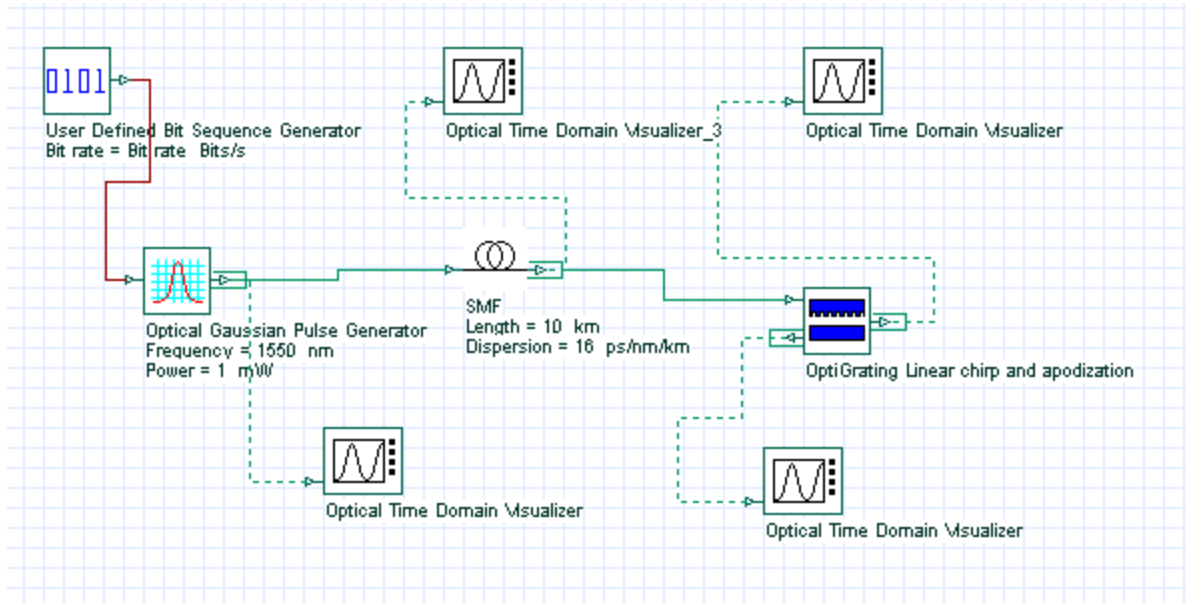 0101
User Defined Bit Sequence Generator
Bit rate = Bit rate Bits/s
Optical Time Domain Visualizer_3
Optical Time Domain Visualizer
Optical Gaussian Pulse Generator
Frequency = 1550 nm
Power = 1 mW
SMF
Length = 10 km
Dispersion = 16 ps/nm/km
OptiGrating Linear chirp and apodization
Optical Time Domain Visualizer
Optical Time Domain Visualizer